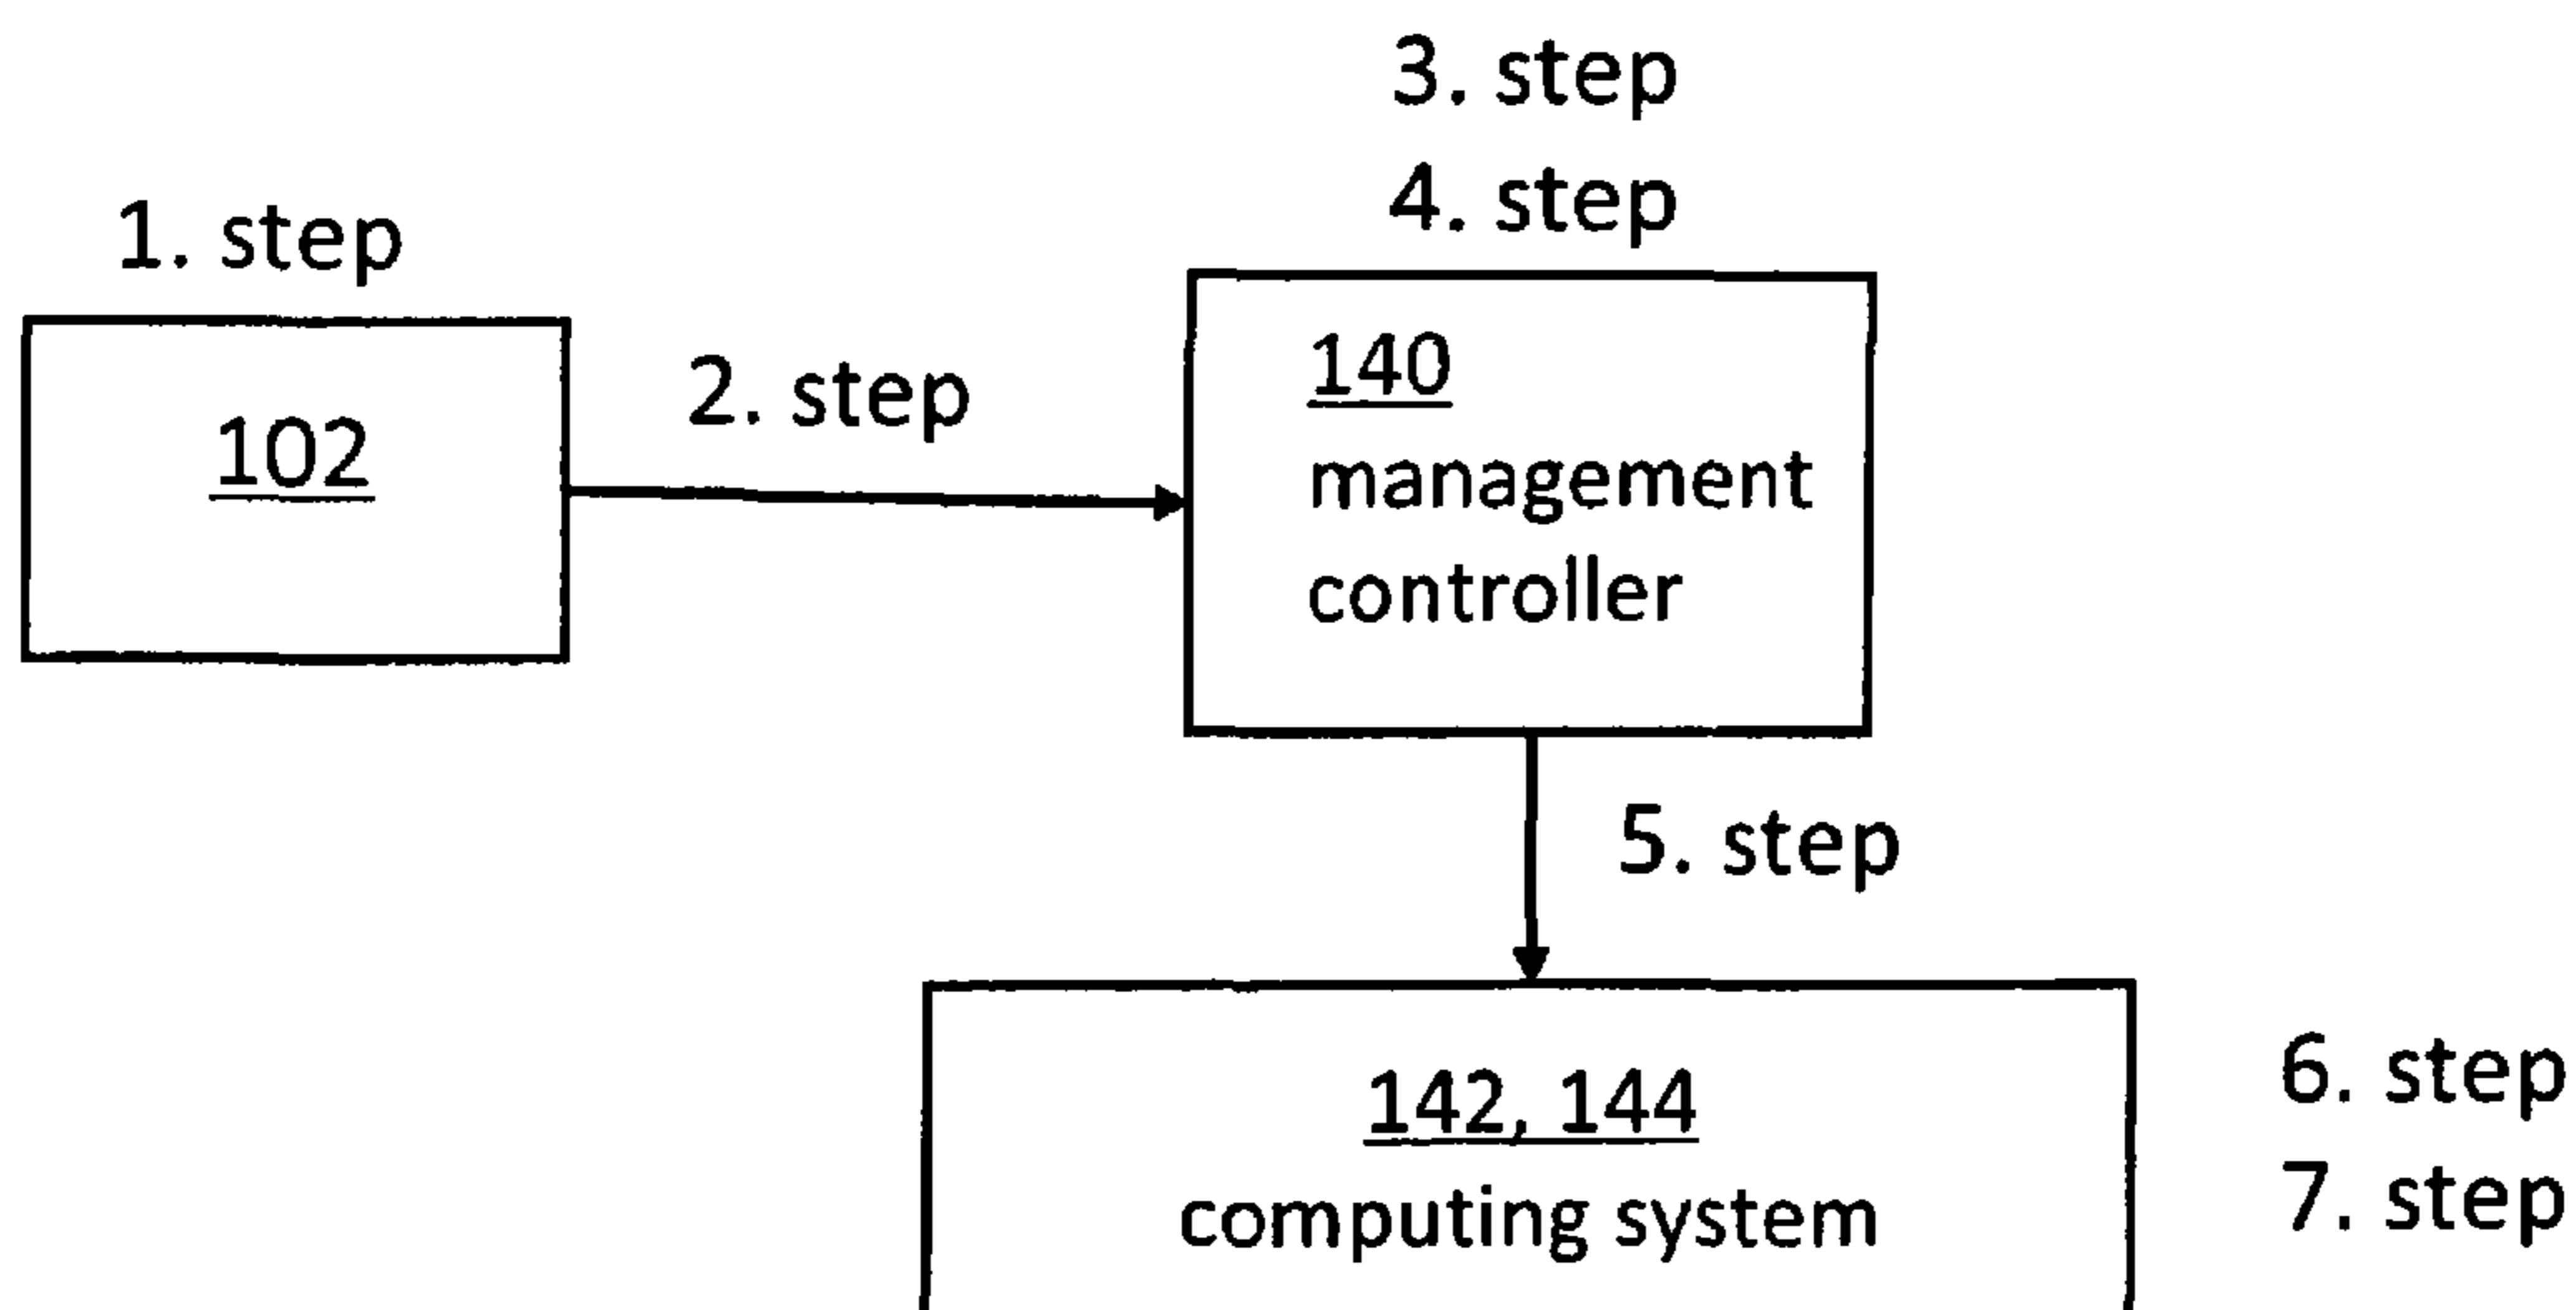 1. step
102
2. step
3. step
4. step
140
management
controller
5. step
142, 144
computing system
6. step
7. step